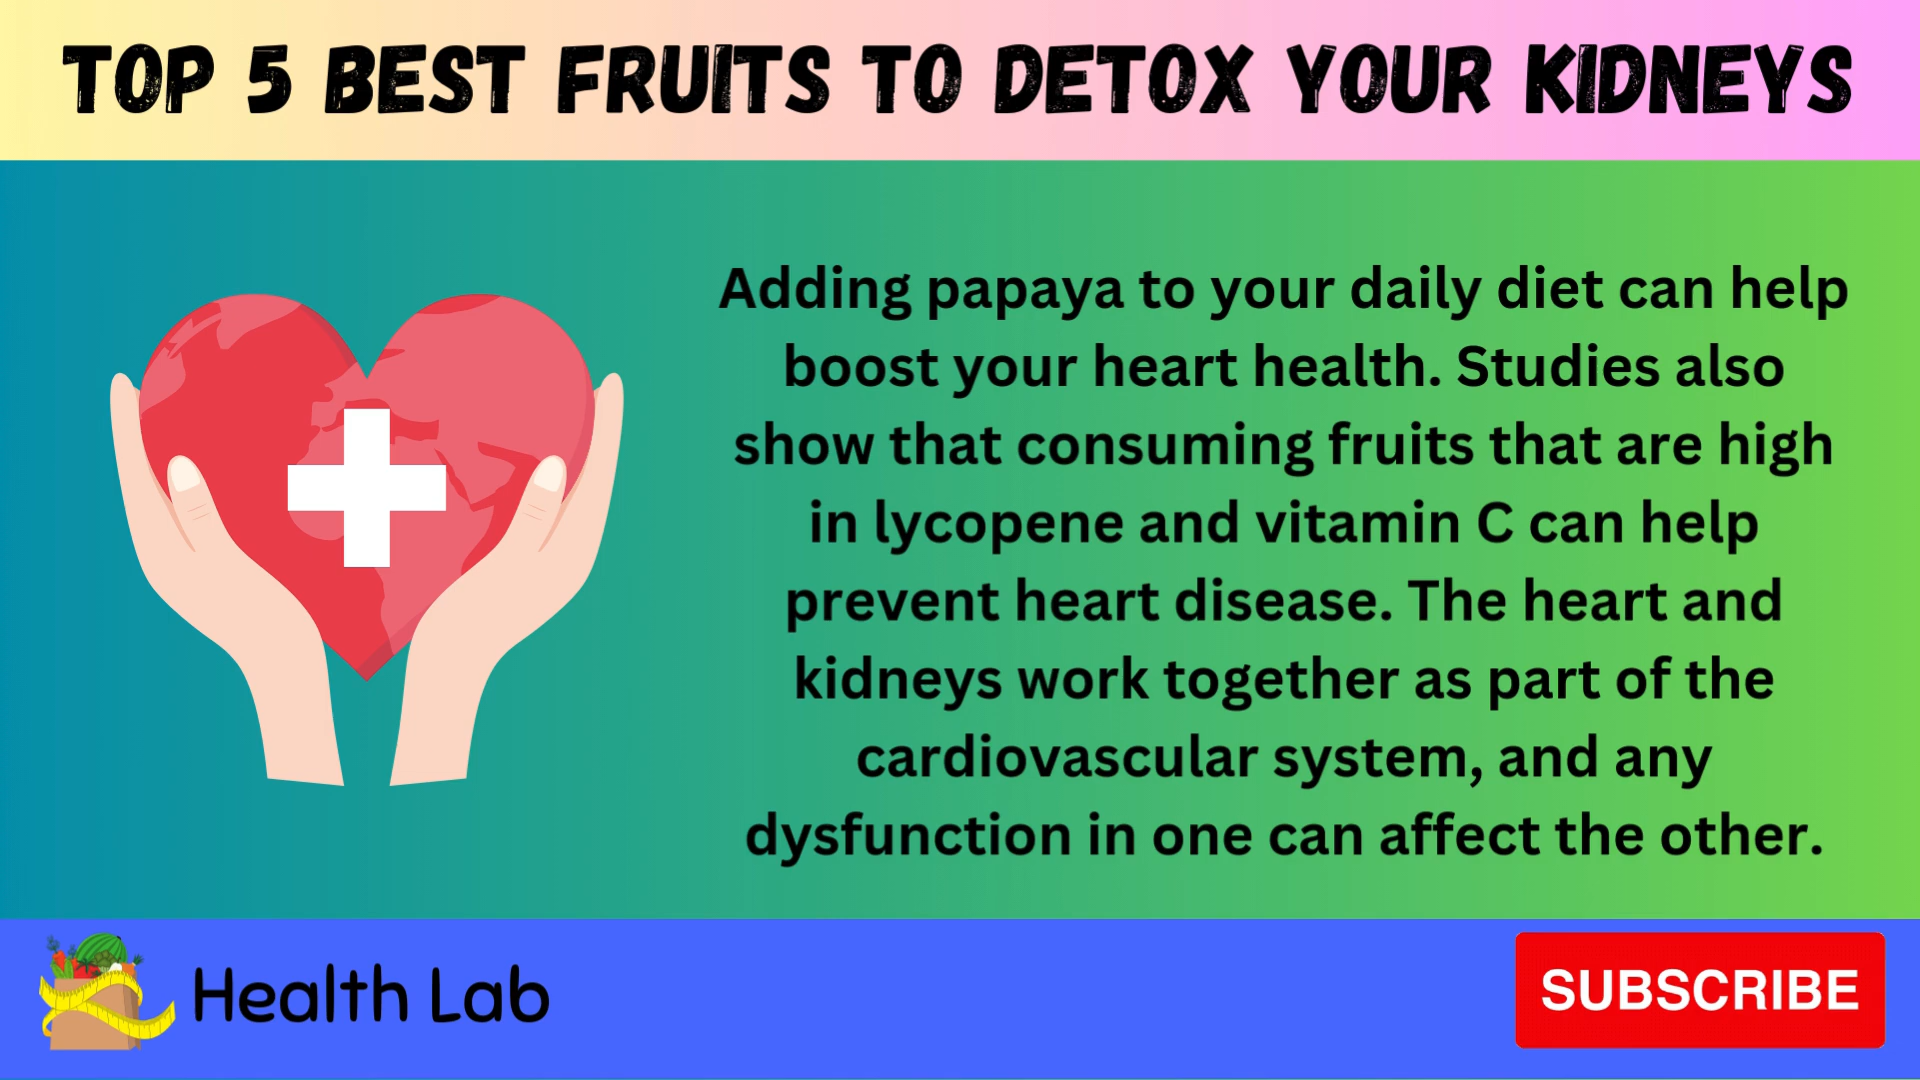 TOP 5 BEST FRUITS TO DETOX YOUR KIDNEYS
Adding papaya to your daily diet can help
boost your heart health. Studies also
show that consuming fruits that are high
in lycopene and vitamin C can help
prevent heart disease. The heart and
kidneys work together as part of the
cardiovascular system, and any
dysfunction in one can affect the other.
Health Lab
SUBSCRIBE